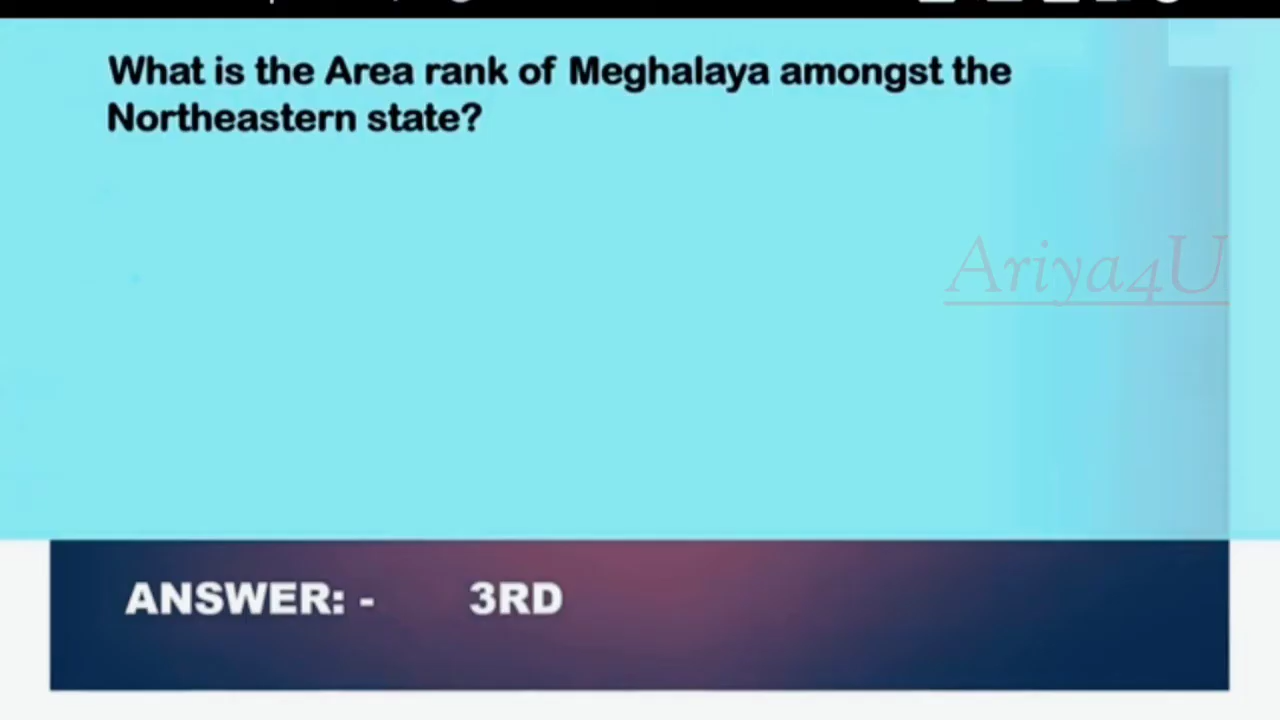 What is the Area rank of Meghalaya amongst the
Northeastern state?
Ariya4U
ANSWER: - 3RD